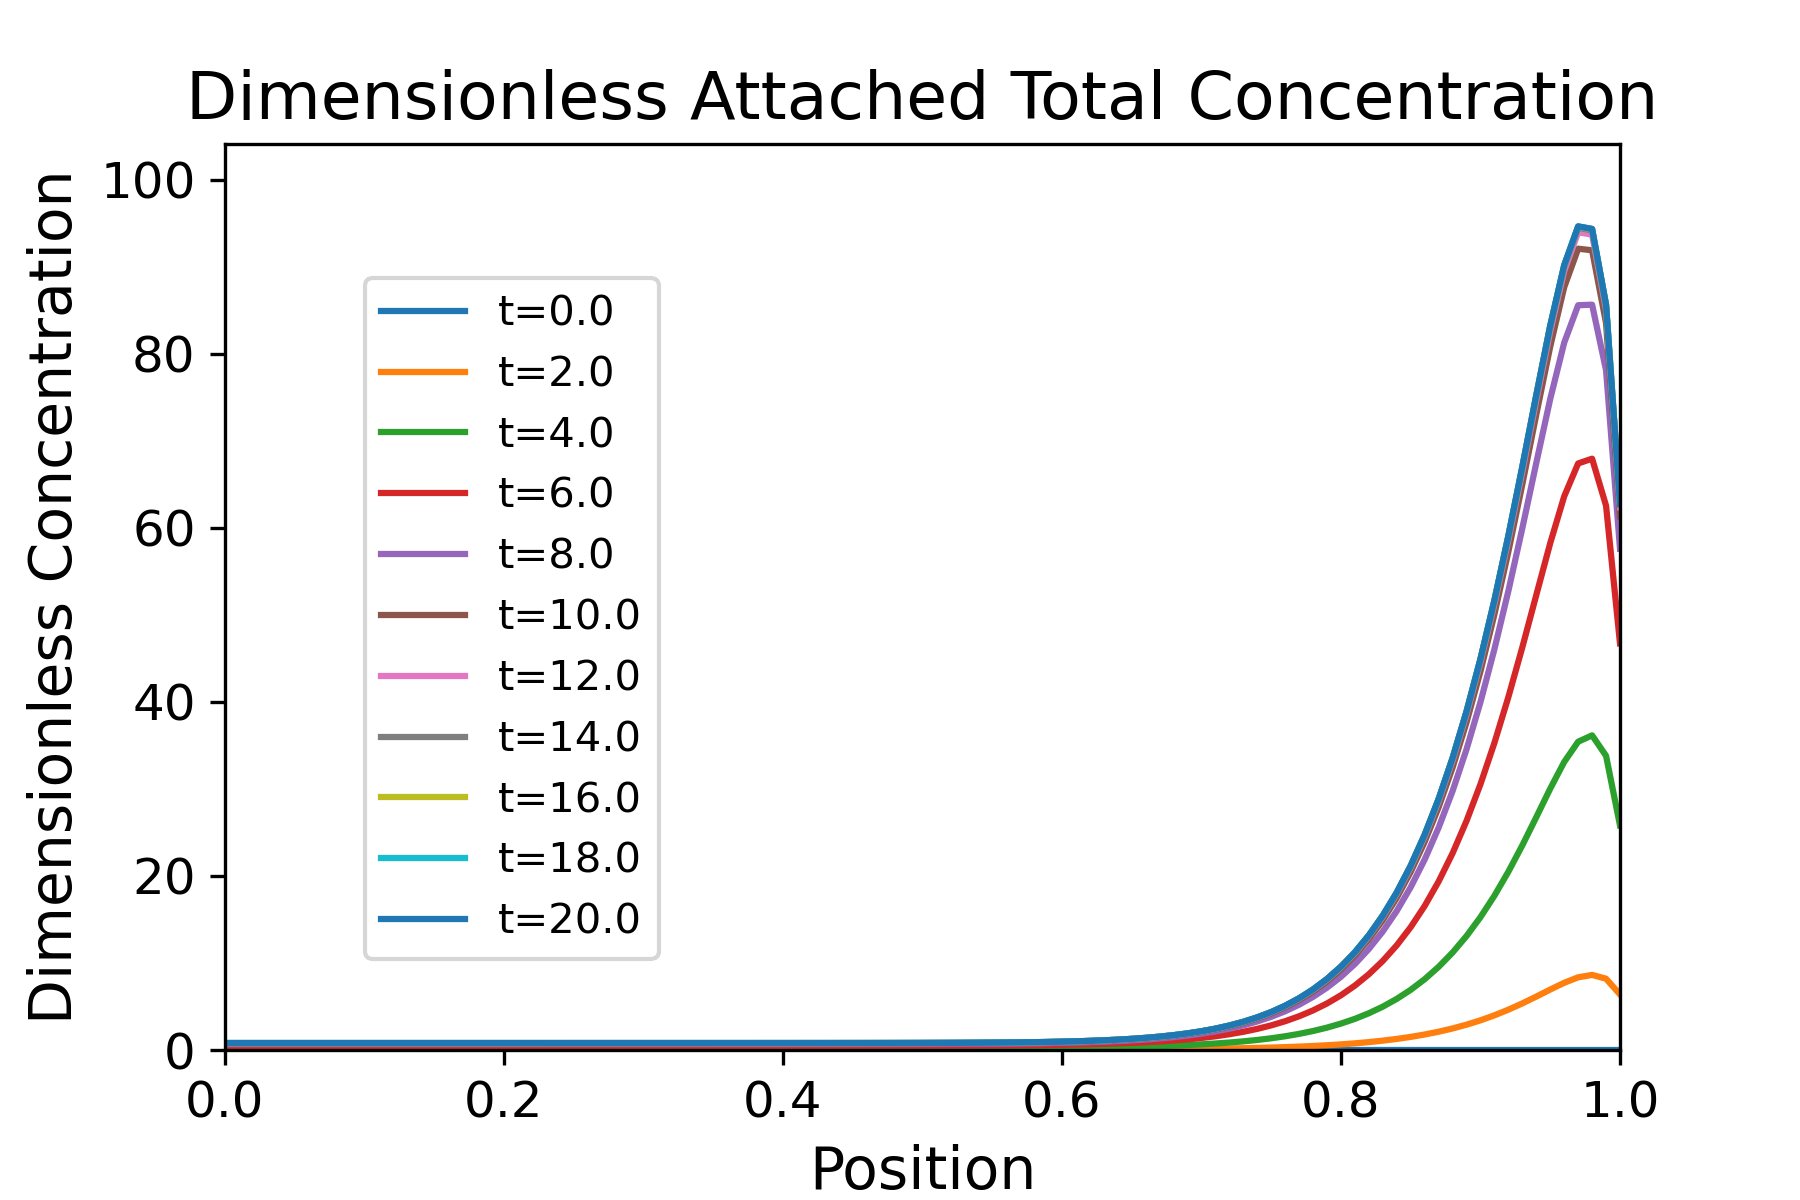 Dimensionless Attached Total Concentration
Dimensionless Concentration
100
80
60
40
20
0
t=0.0
t=2.0
t=4.0
t=6.0
t=8.0
t=10.0
t=12.0
t=14.0
t=16.0
t=18.0
t=20.0
0.0 0.2 0.4 0.6 0.8 1.0
Position